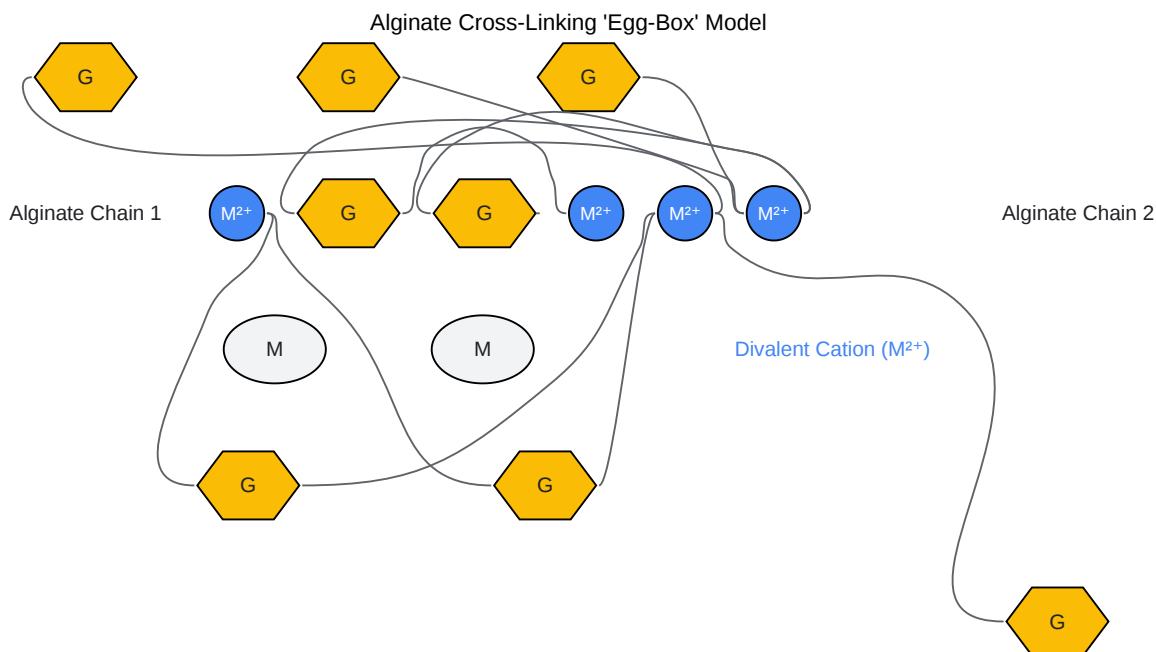 Alginate Cross-Linking 'Egg-Box' Model
G
G
G
Alginate Chain 1
M²⁺
G
G
M²⁺
M²⁺
M²⁺
Alginate Chain 2
M
M
Divalent Cation (M²⁺)
G
G
G